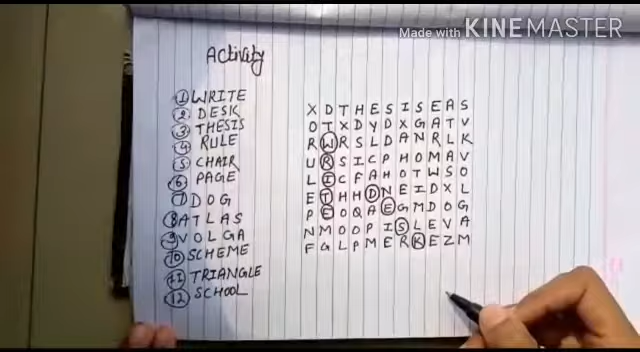 Made with KINEMASTER
Activity
1 WRITE
2 DESK
3 THESIS
4 RULE
5 CHAIR
6 PAGE
7 DOG
8 ATLAS
9 VOLGA
10 SCHEME
11 TRIANGLE
12 SCHOOL
X D T H E S I S E A S
O T X D Y D X G A T V
R W R S L D A N R L K
U R S I C P H O M A V
L I C F A H O T W S O
E T H H D N E I D X L
P E O Q A E G M D O G
N M O O P I S L E V A
F G L P M E R K E Z M